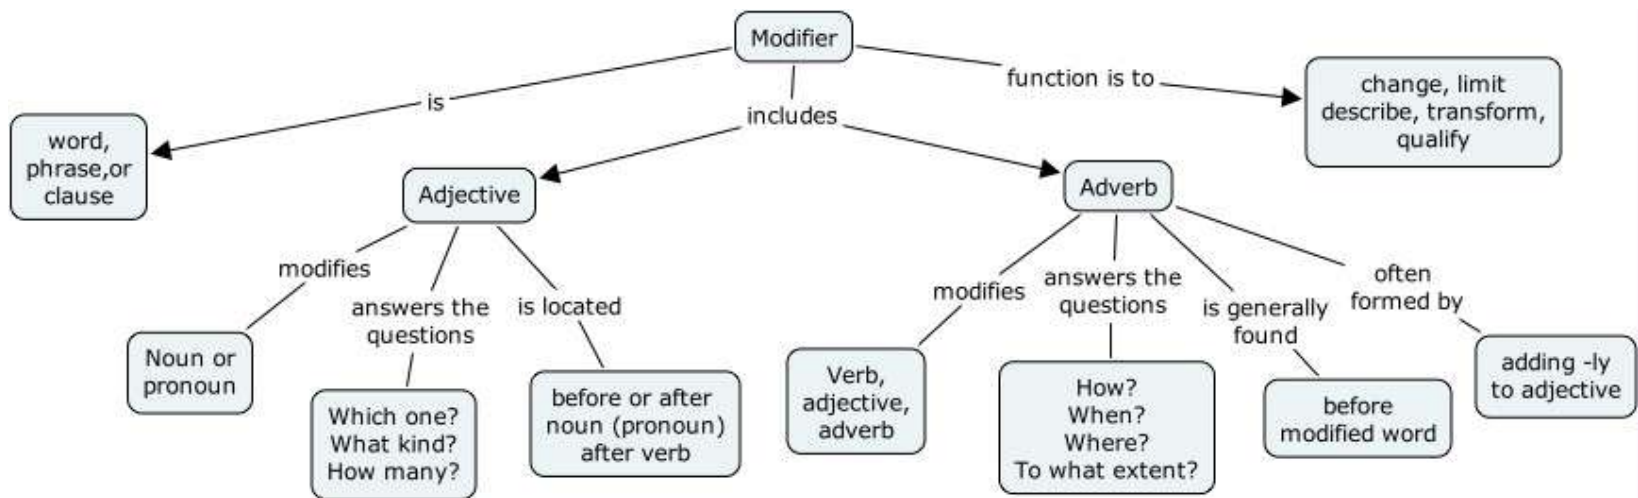 Modifier
is
includes
function is to
change, limit
describe, transform,
qualify
word,
phrase,or
clause
Adjective
Adverb
modifies
answers the
questions
is located
Noun or
pronoun
Which one?
What kind?
How many?
before or after
noun (pronoun)
after verb
modifies
answers the
questions
is generally
found
often
formed by
Verb,
adjective,
adverb
How?
When?
Where?
To what extent?
before
modified word
adding -ly
to adjective